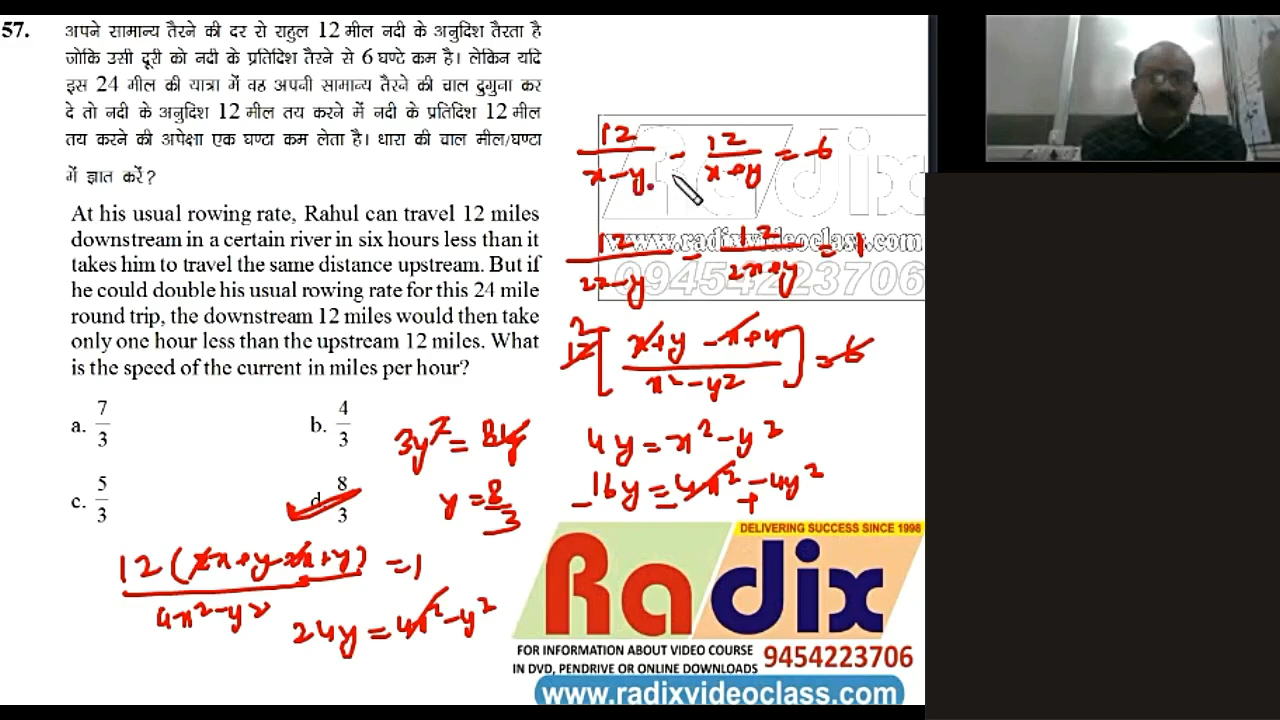 57. अपने सामान्य तैरने की दर रो राहुल 12 मील नदी के अनुदिश तैरता है
जोकि उसी दूरी को नदी के प्रतिदिश तैरने से 6 घण्टे कम है। लेकिन यदि
इस 24 मील की यात्रा में वह अपनी सामान्य तैरने की चाल दुगुना कर
दे तो नदी के अनुदिश 12 मील तय करने में नदी के प्रतिदिश 12 मील
तय करने की अपेक्षा एक घण्टा कम लेता है। धारा की चाल मील/घण्टा
में ज्ञात करें?
At his usual rowing rate, Rahul can travel 12 miles
downstream in a certain river in six hours less than it
takes him to travel the same distance upstream. But if
he could double his usual rowing rate for this 24 mile
round trip, the downstream 12 miles would then take
only one hour less than the upstream 12 miles. What
is the speed of the current in miles per hour?
a. 7/3
b. 4/3
c. 5/3
d. 8/3
12/(x-y) - 12/(x+y) = 6
12/(2x-y) - 12/(2x+y) = 1
12[(x+y-x+y)/(x²-y²)] = 6
4y = x²-y²
16y = 4x²-4y²
3y² = 8y
y = 8/3
12(2x+y-2x+y)/(4x²-y²) = 1
24y = 4x²-y²
Radix
www.radixvideoclass.com
09454223706
DELIVERING SUCCESS SINCE 1998
Radix
FOR INFORMATION ABOUT VIDEO COURSE
IN DVD, PENDRIVE OR ONLINE DOWNLOADS 9454223706
www.radixvideoclass.com